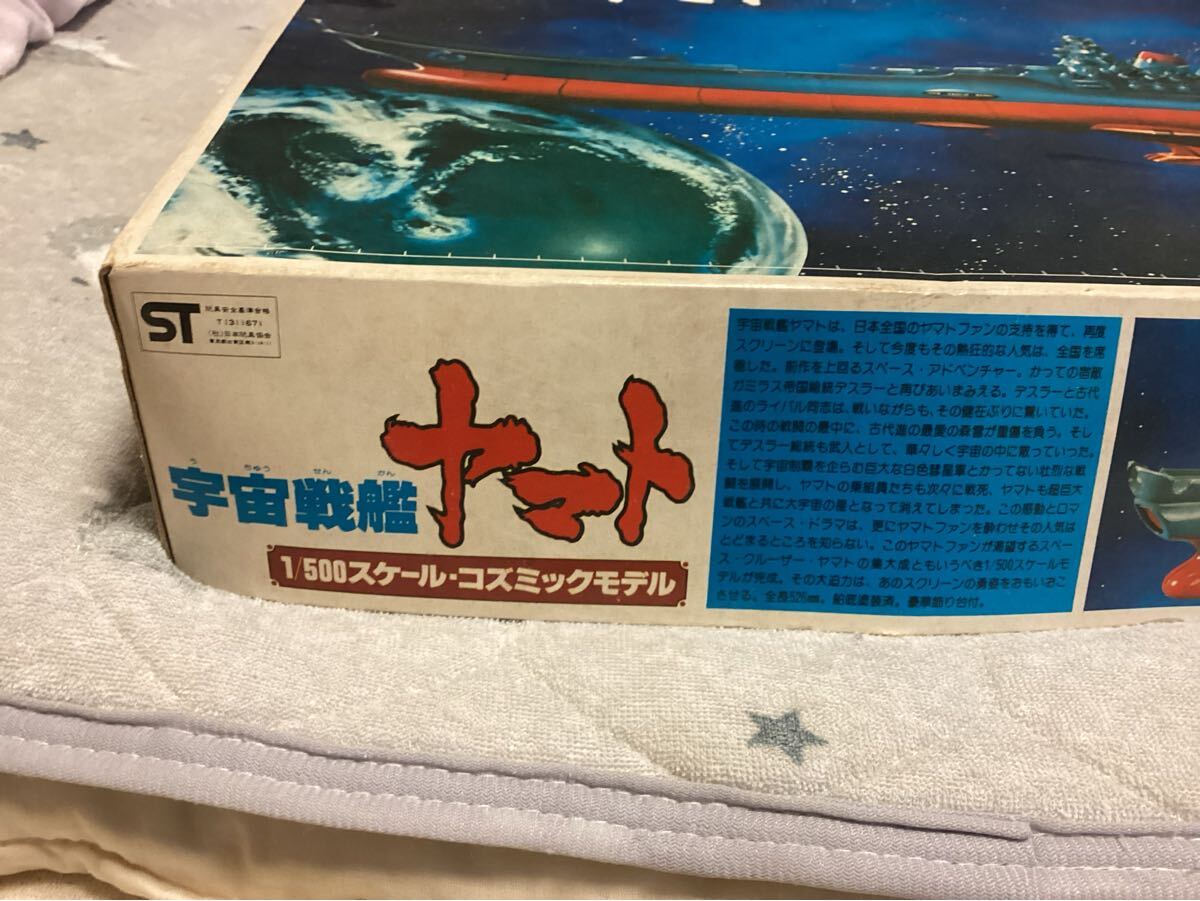 ST
玩具安全基準合格
T1311671
(社)日本玩具協会
う ちゅう せん かん
宇宙戦艦
ヤマト
1/500スケール・コズミックモデル
宇宙戦艦ヤマトは、日本全国のヤマトファンの支持を得て、再度
スクリーンに登場。そして今度もその熱狂的な人気は、全国を席
捲した。前作を上回るスペース・アドベンチャー。かつての宿敵
ガミラス帝国総統デスラーと再びあいまみえる。デスラーと古代
進のライバル同志は、戦いながらも、その健在ぶりに驚いていた。
この時の戦闘の最中に、古代進の最愛の森雪が重傷を負う。そし
てデスラー総統も武人として、華々しく宇宙の中に散っていった。
そして宇宙制覇を企らむ巨大な白色彗星軍とかつてない壮烈な戦
闘を展開し、ヤマトの乗組員たちも次々に戦死、ヤマトも超巨大
戦艦と共に大宇宙の星となって消えてしまった。この感動とロマ
ンのスペース・ドラマは、更にヤマトファンを酔わせその人気は
とどまるところを知らない。このヤマトファンが渇望するスペー
ス・クルーザー・ヤマトの集大成ともいうべき1/500スケールモ
デルが完成。その大迫力は、あのスクリーンの勇姿をおもいおこ
させる。全長526mm。船底塗装済。豪華飾り台付。